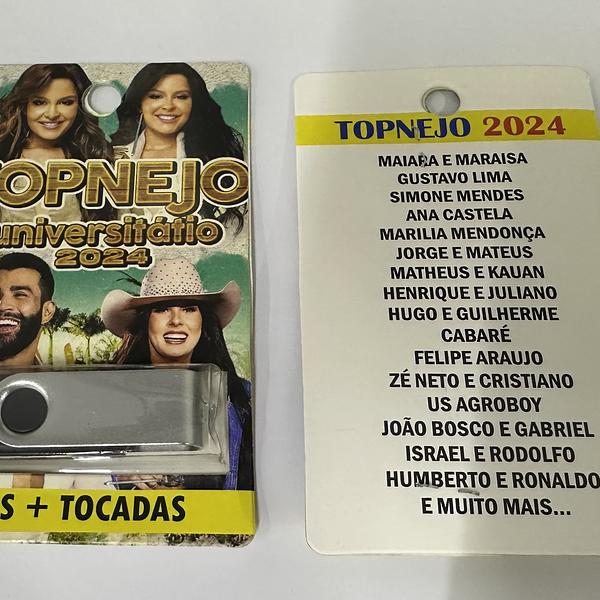 TOPNEJO
universitátio
2024
S + TOCADAS
TOPNEJO 2024
MAIARA E MARAISA
GUSTAVO LIMA
SIMONE MENDES
ANA CASTELA
MARILIA MENDONÇA
JORGE E MATEUS
MATHEUS E KAUAN
HENRIQUE E JULIANO
HUGO E GUILHERME
CABARÉ
FELIPE ARAUJO
ZÉ NETO E CRISTIANO
US AGROBOY
JOÃO BOSCO E GABRIEL
ISRAEL E RODOLFO
HUMBERTO E RONALDO
E MUITO MAIS...